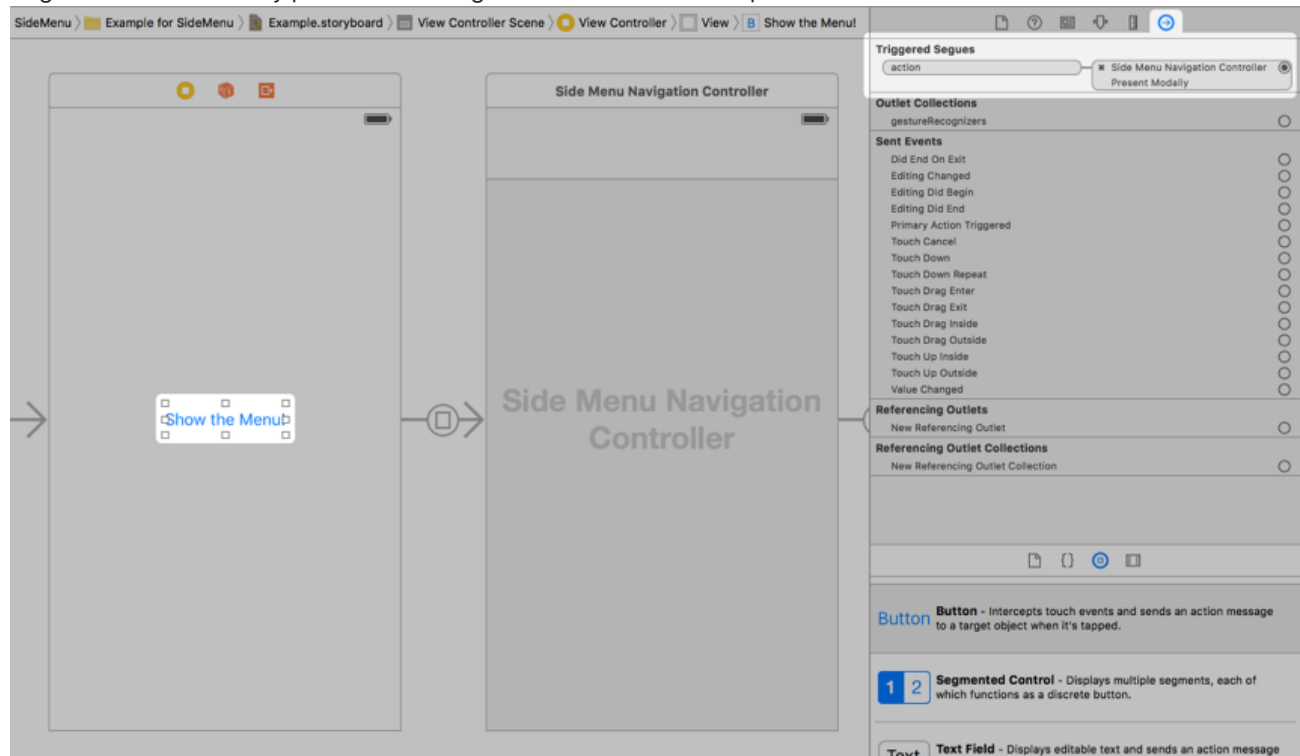 SideMenu 〉 Example for SideMenu 〉 Example.storyboard 〉 View Controller Scene 〉 View Controller 〉 View 〉 B Show the Menu!
Side Menu Navigation Controller
Show the Menu!
Side Menu Navigation
Controller
Triggered Segues
action
Side Menu Navigation Controller
Present Modally
Outlet Collections
gestureRecognizers
Sent Events
Did End On Exit
Editing Changed
Editing Did Begin
Editing Did End
Primary Action Triggered
Touch Cancel
Touch Down
Touch Down Repeat
Touch Drag Enter
Touch Drag Exit
Touch Drag Inside
Touch Drag Outside
Touch Up Inside
Touch Up Outside
Value Changed
Referencing Outlets
New Referencing Outlet
Referencing Outlet Collections
New Referencing Outlet Collection
{}
Button
Button - Intercepts touch events and sends an action message
to a target object when it's tapped.
1 2
Segmented Control - Displays multiple segments, each of
which functions as a discrete button.
Text
Text Field - Displays editable text and sends an action message